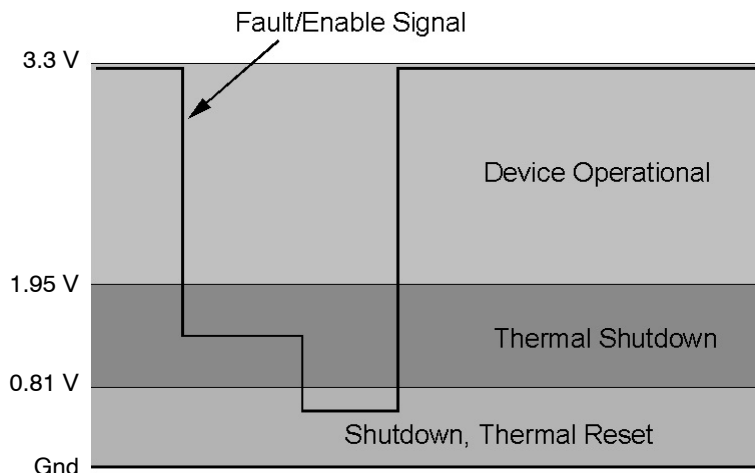 Fault/Enable Signal
3.3 V
Device Operational
1.95 V
Thermal Shutdown
0.81 V
Shutdown, Thermal Reset
Gnd